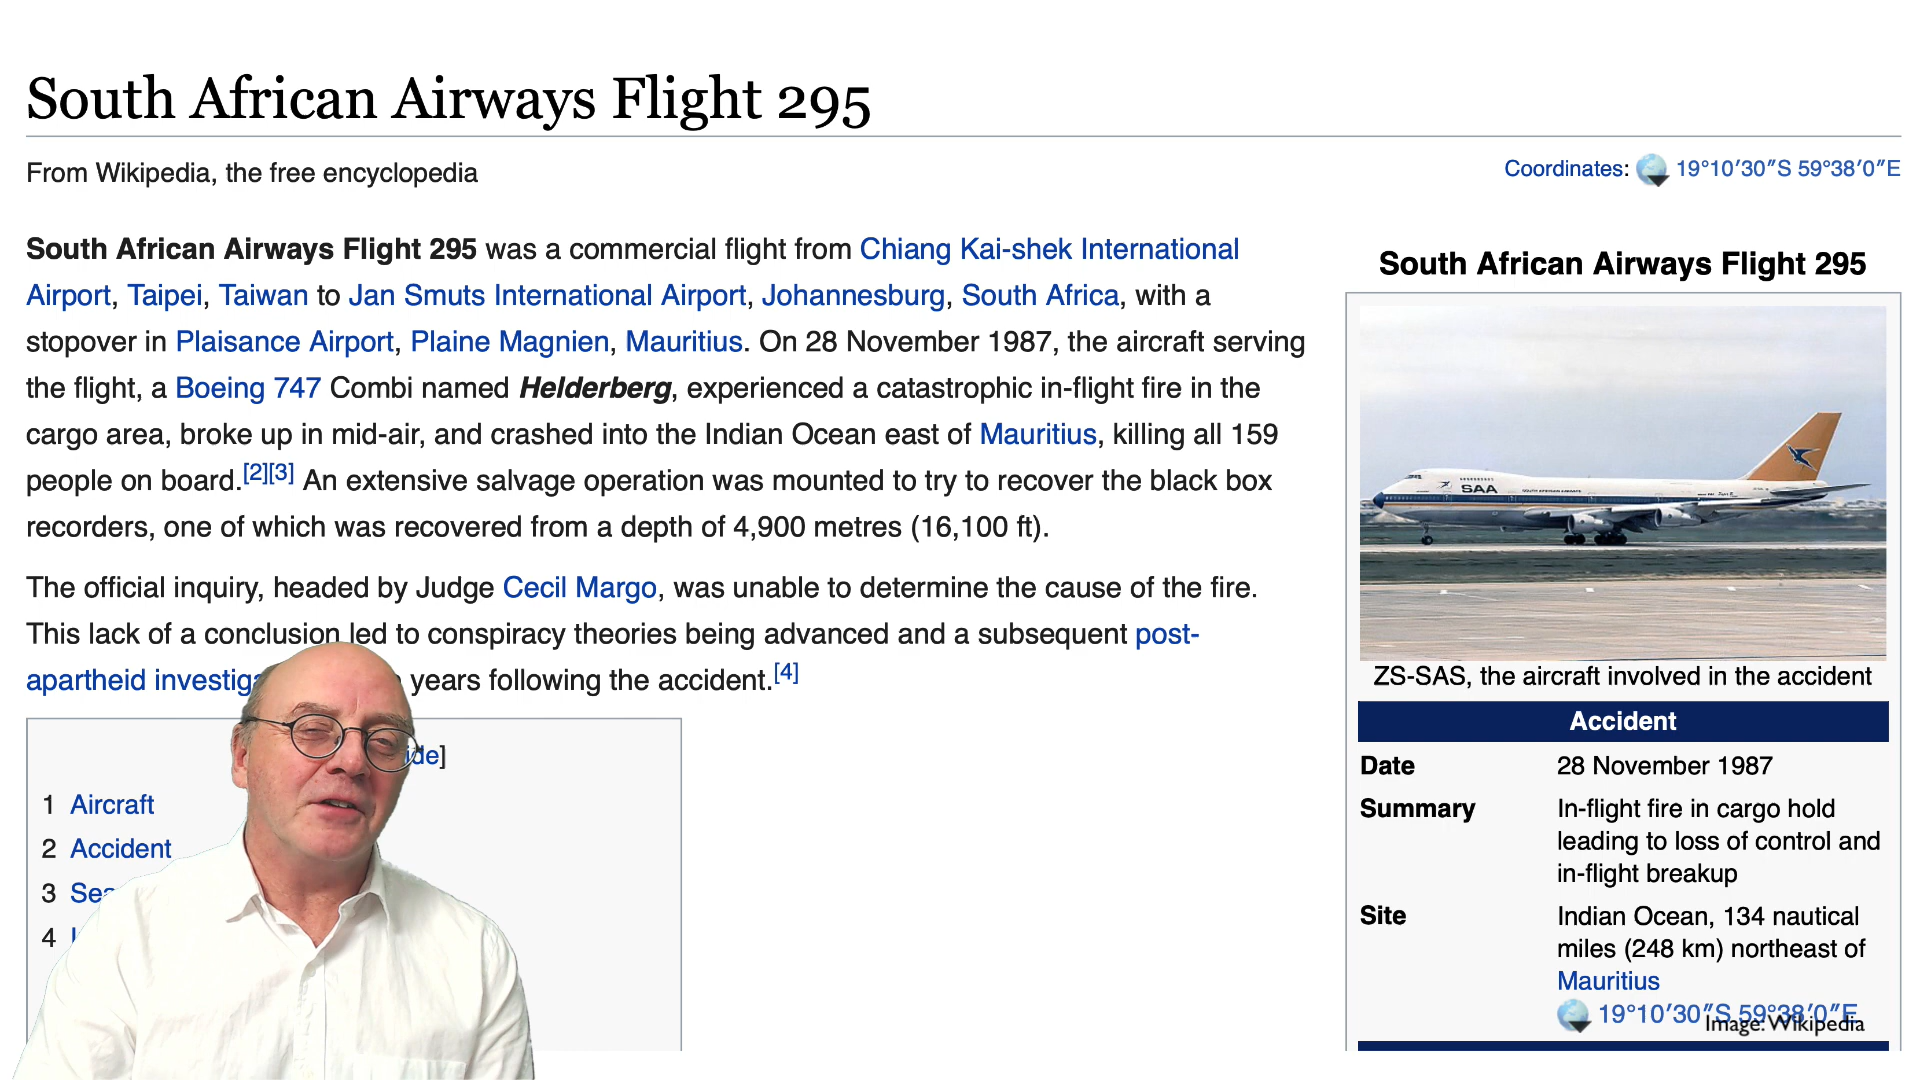 South African Airways Flight 295
From Wikipedia, the free encyclopedia
Coordinates: 19°10′30″S 59°38′0″E
South African Airways Flight 295 was a commercial flight from Chiang Kai-shek International
Airport, Taipei, Taiwan to Jan Smuts International Airport, Johannesburg, South Africa, with a
stopover in Plaisance Airport, Plaine Magnien, Mauritius. On 28 November 1987, the aircraft serving
the flight, a Boeing 747 Combi named Helderberg, experienced a catastrophic in-flight fire in the
cargo area, broke up in mid-air, and crashed into the Indian Ocean east of Mauritius, killing all 159
people on board.[2][3] An extensive salvage operation was mounted to try to recover the black box
recorders, one of which was recovered from a depth of 4,900 metres (16,100 ft).
The official inquiry, headed by Judge Cecil Margo, was unable to determine the cause of the fire.
This lack of a conclusion led to conspiracy theories being advanced and a subsequent post-
apartheid years following the accident.[4]
1 Aircraft
2 Accident
3
4
South African Airways Flight 295
SAA
SOUTH AFRICAN AIRWAYS
ZS-SAS, the aircraft involved in the accident
Accident
Date 28 November 1987
Summary In-flight fire in cargo hold
leading to loss of control and
in-flight breakup
Site Indian Ocean, 134 nautical
miles (248 km) northeast of
Mauritius
19°10′30″S 59°38′0″E
Image: Wikipedia